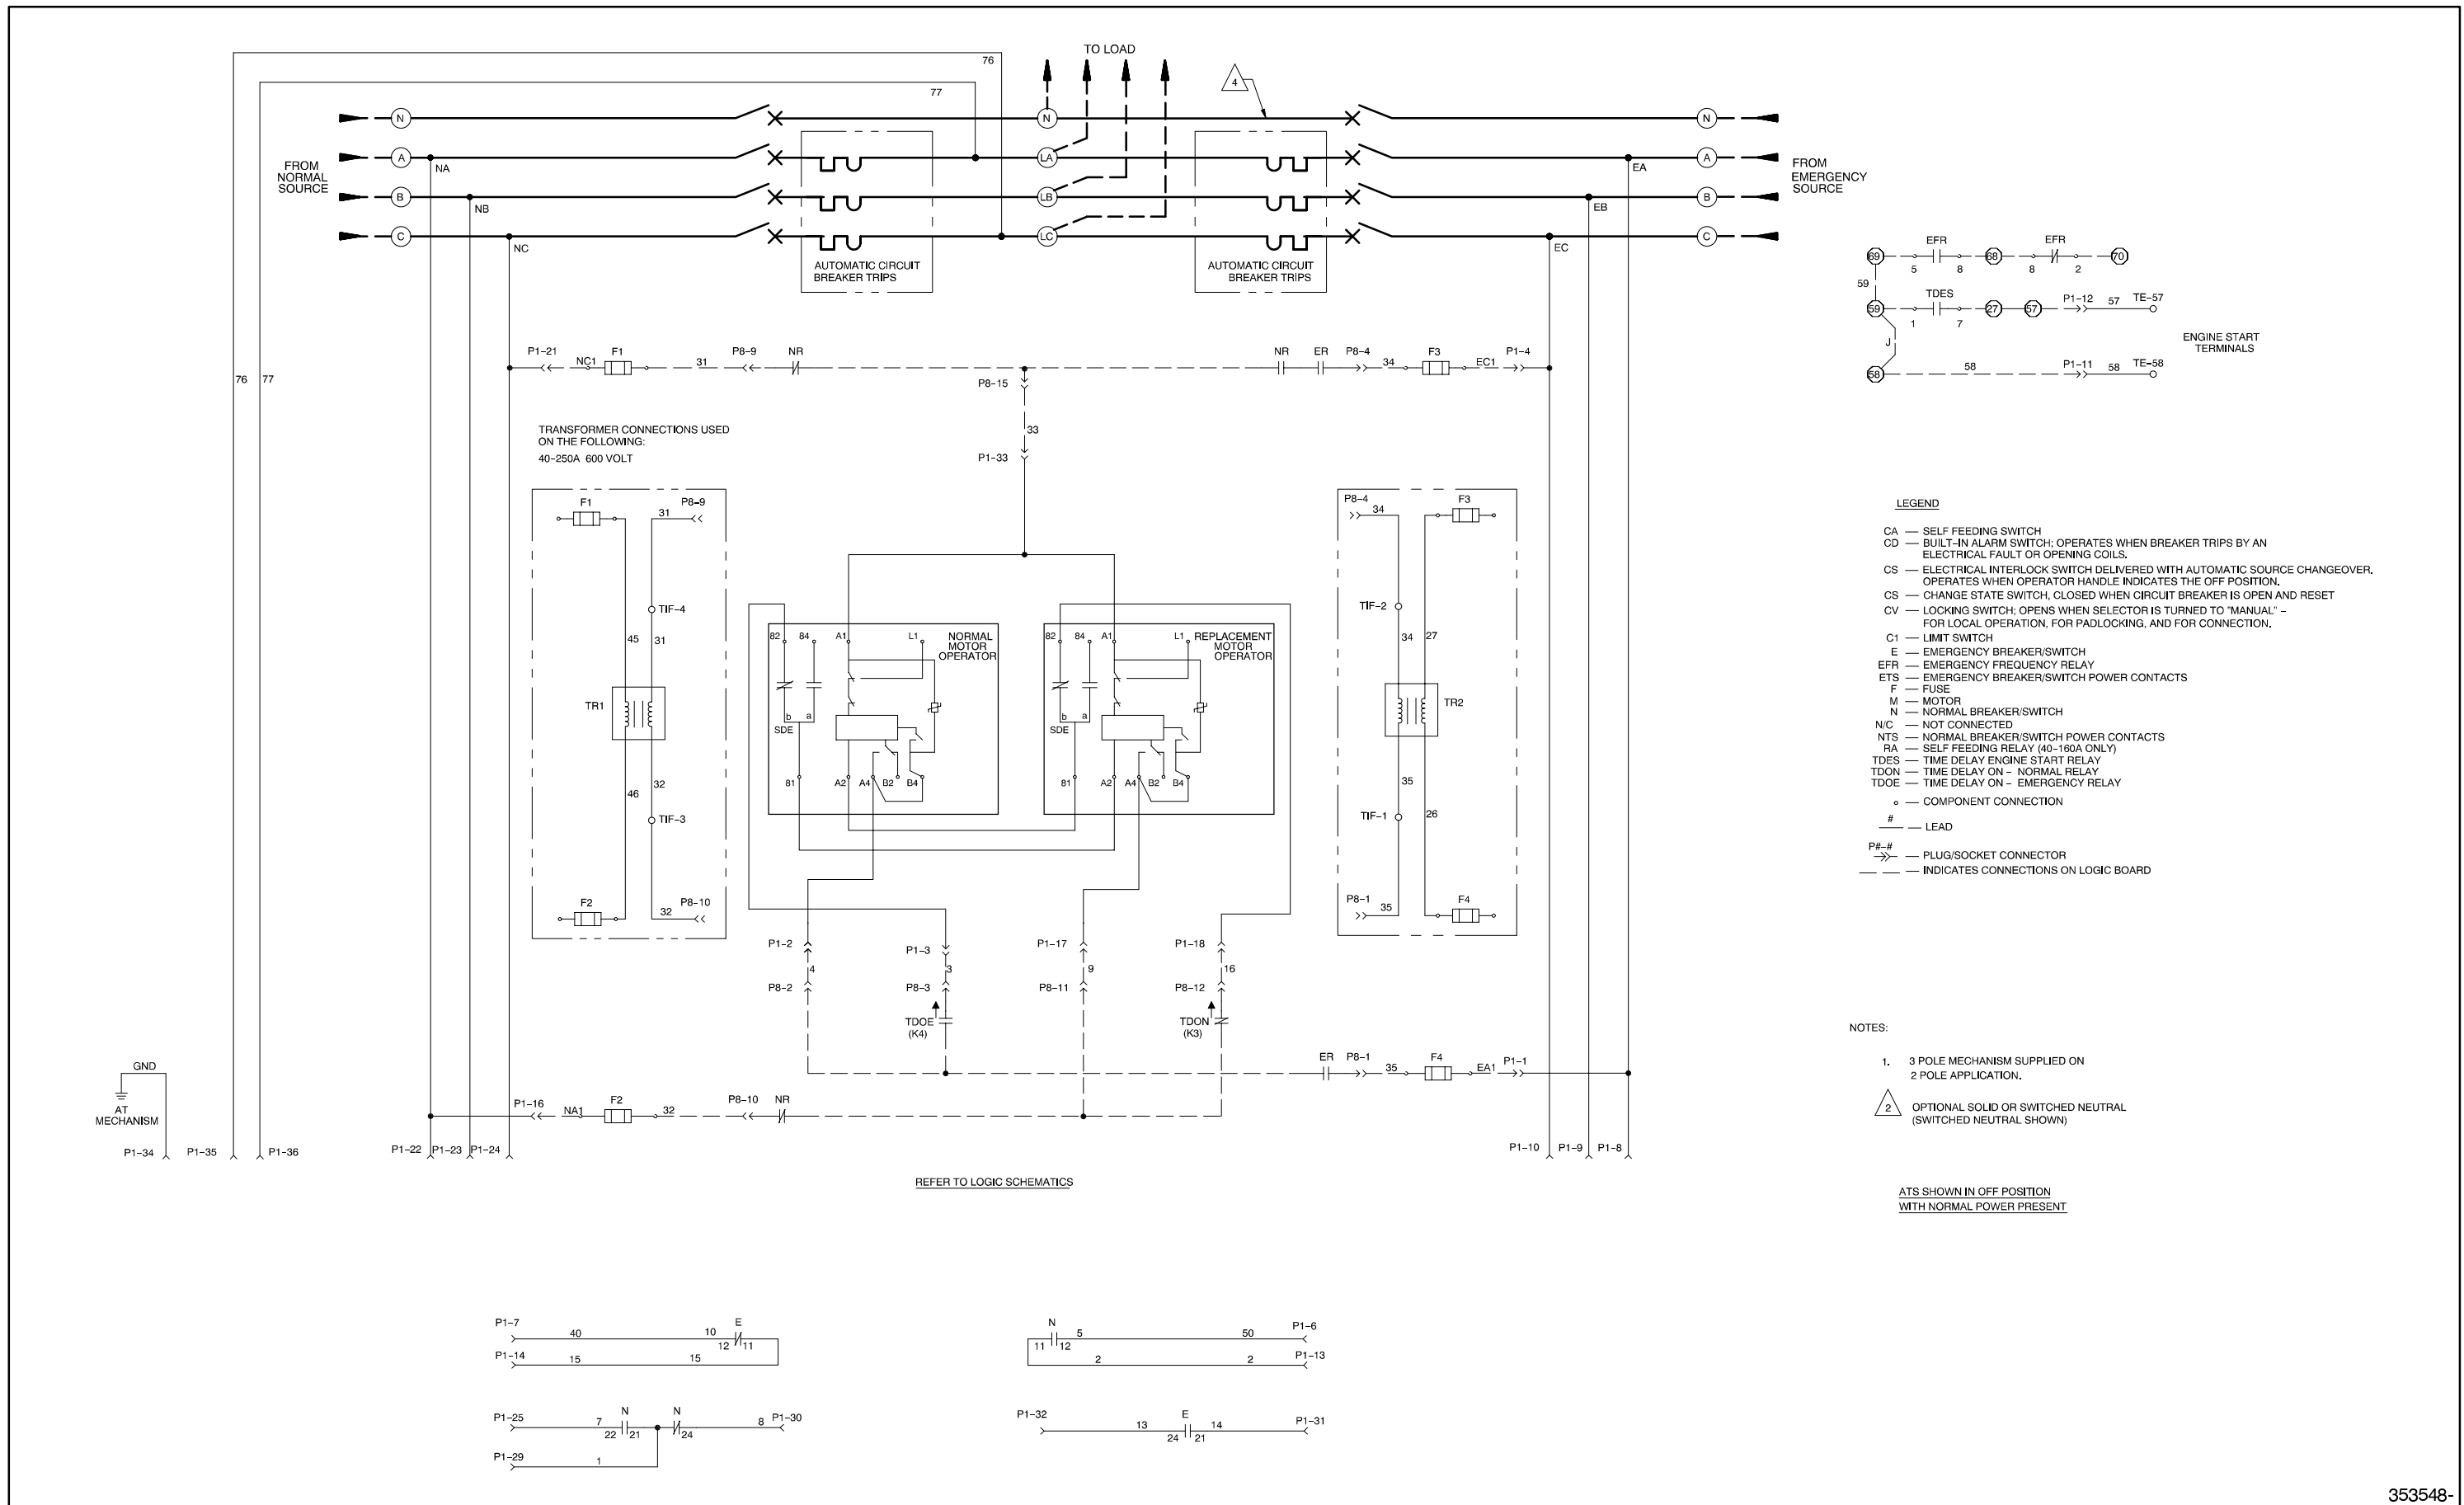 TO LOAD
76
77
4
N
N
N
FROM
NORMAL
SOURCE
A
NA
LA
EA
A
FROM
EMERGENCY
SOURCE
B
NB
LB
EB
B
C
NC
LC
EC
C
AUTOMATIC CIRCUIT
BREAKER TRIPS
AUTOMATIC CIRCUIT
BREAKER TRIPS
EFR
EFR
69
5
8
68
8
2
70
59
TDES
59
1
7
27
57
P1-12
57
TE-57
J
ENGINE START
TERMINALS
58
58
P1-11
58
TE-58
76
77
P1-21
NC1
F1
31
P8-9
NR
NR
ER
P8-4
34
F3
EC1
P1-4
P8-15
33
P1-33
TRANSFORMER CONNECTIONS USED
ON THE FOLLOWING:
40-250A 600 VOLT
F1
P8-9
31
TIF-4
45
31
TR1
46
32
TIF-3
F2
P8-10
32
82
84
A1
L1
NORMAL
MOTOR
OPERATOR
b
a
SDE
81
A2
A4
B2
B4
82
84
A1
L1
REPLACEMENT
MOTOR
OPERATOR
b
a
SDE
81
A2
A4
B2
B4
P8-4
34
F3
TIF-2
34
27
TR2
35
TIF-1
26
P8-1
35
F4
LEGEND
CA — SELF FEEDING SWITCH
CD — BUILT-IN ALARM SWITCH; OPERATES WHEN BREAKER TRIPS BY AN
ELECTRICAL FAULT OR OPENING COILS.
CS — ELECTRICAL INTERLOCK SWITCH DELIVERED WITH AUTOMATIC SOURCE CHANGEOVER.
OPERATES WHEN OPERATOR HANDLE INDICATES THE OFF POSITION.
CS — CHANGE STATE SWITCH, CLOSED WHEN CIRCUIT BREAKER IS OPEN AND RESET
CV — LOCKING SWITCH; OPENS WHEN SELECTOR IS TURNED TO "MANUAL" -
FOR LOCAL OPERATION, FOR PADLOCKING, AND FOR CONNECTION.
C1 — LIMIT SWITCH
E — EMERGENCY BREAKER/SWITCH
EFR — EMERGENCY FREQUENCY RELAY
ETS — EMERGENCY BREAKER/SWITCH POWER CONTACTS
F — FUSE
M — MOTOR
N — NORMAL BREAKER/SWITCH
N/C — NOT CONNECTED
NTS — NORMAL BREAKER/SWITCH POWER CONTACTS
RA — SELF FEEDING RELAY (40-160A ONLY)
TDES — TIME DELAY ENGINE START RELAY
TDON — TIME DELAY ON - NORMAL RELAY
TDOE — TIME DELAY ON - EMERGENCY RELAY
— COMPONENT CONNECTION
# — LEAD
P#-# — PLUG/SOCKET CONNECTOR
— INDICATES CONNECTIONS ON LOGIC BOARD
P1-2
4
P8-2
P1-3
3
P8-3
TDOE
(K4)
P1-17
9
P8-11
P1-18
16
P8-12
TDON
(K3)
ER
P8-1
35
F4
EA1
P1-1
P1-16
NA1
F2
32
P8-10
NR
GND
AT
MECHANISM
P1-34
P1-35
P1-36
P1-22
P1-23
P1-24
P1-10
P1-9
P1-8
REFER TO LOGIC SCHEMATICS
NOTES:
1. 3 POLE MECHANISM SUPPLIED ON
2 POLE APPLICATION.
2 OPTIONAL SOLID OR SWITCHED NEUTRAL
(SWITCHED NEUTRAL SHOWN)
ATS SHOWN IN OFF POSITION
WITH NORMAL POWER PRESENT
P1-7
40
10
E
12
11
P1-14
15
15
N
11
12
5
50
P1-6
2
2
P1-13
P1-25
7
N
22
21
N
24
8
P1-30
P1-29
1
P1-32
13
E
24
21
14
P1-31
353548-